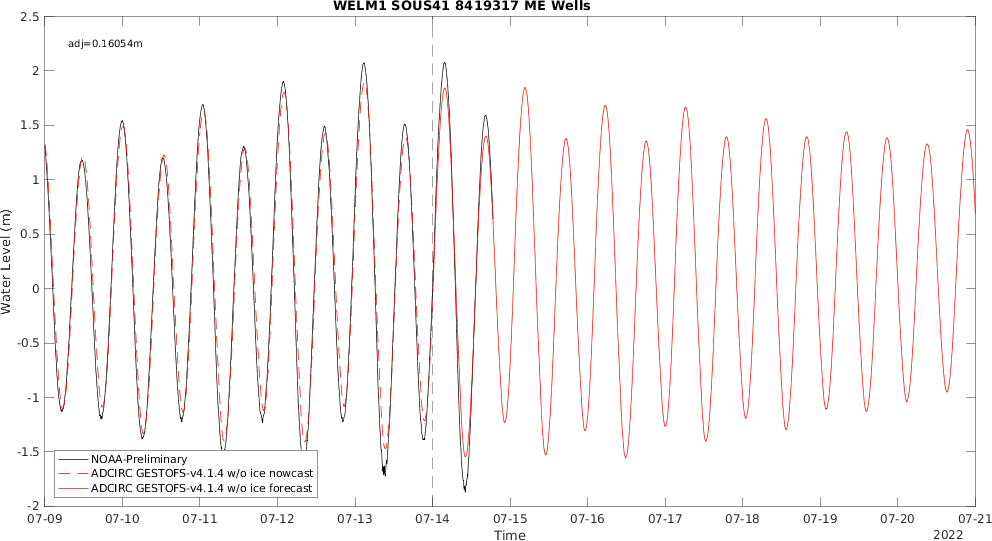 WELM1 SOUS41 8419317 ME Wells
adj=0.16054m
Water Level (m)
2.5
2
1.5
1
0.5
0
-0.5
-1
-1.5
-2
NOAA-Preliminary
ADCIRC GESTOFS-v4.1.4 w/o ice nowcast
ADCIRC GESTOFS-v4.1.4 w/o ice forecast
07-09 07-10 07-11 07-12 07-13 07-14 07-15 07-16 07-17 07-18 07-19 07-20 07-21
Time
2022